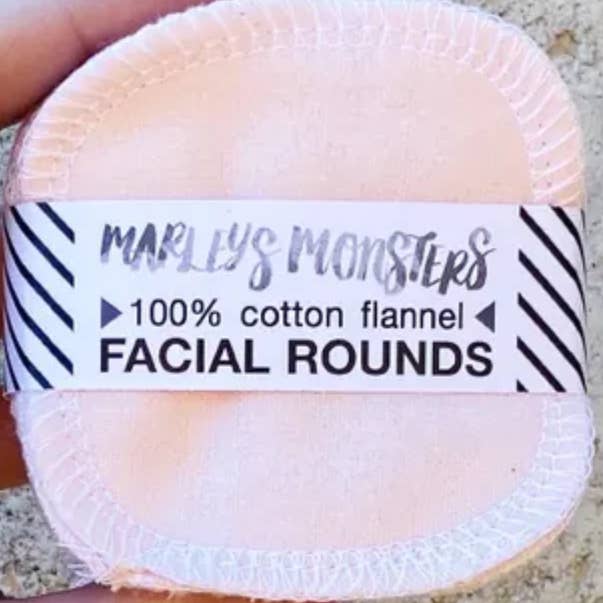 MARLEYS MONSTERS
▶100% cotton flannel◀
FACIAL ROUNDS